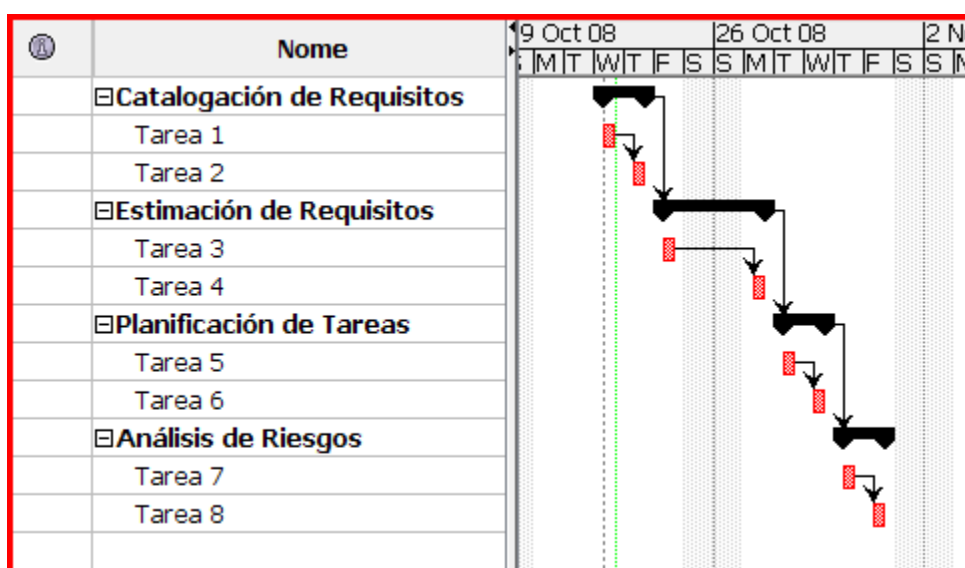 Nome
9 Oct 08 26 Oct 08 2 N
M T W T F S S M T W T F S S
Catalogación de Requisitos
Tarea 1
Tarea 2
Estimación de Requisitos
Tarea 3
Tarea 4
Planificación de Tareas
Tarea 5
Tarea 6
Análisis de Riesgos
Tarea 7
Tarea 8